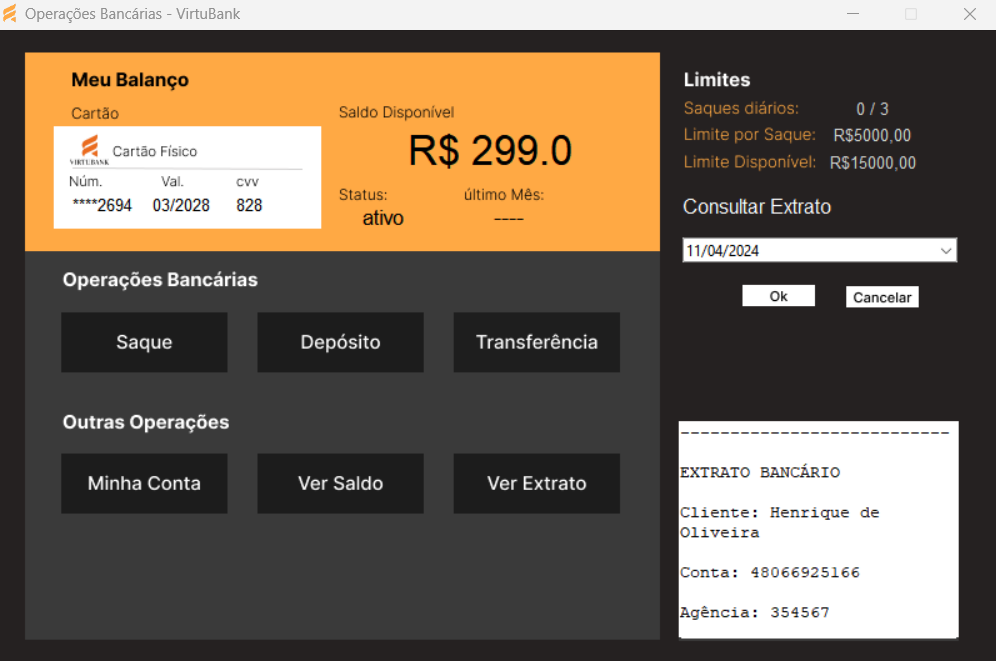 Operações Bancárias - VirtuBank
Meu Balanço
Cartão
VIRTUBANK
Cartão Físico
Núm. Val. cvv
****2694 03/2028 828
Saldo Disponível
R$ 299.0
Status: último Mês:
ativo ----
Limites
Saques diários: 0 / 3
Limite por Saque: R$5000,00
Limite Disponível: R$15000,00
Consultar Extrato
11/04/2024
Ok Cancelar
Operações Bancárias
Saque Depósito Transferência
Outras Operações
Minha Conta Ver Saldo Ver Extrato
---------------------------
EXTRATO BANCÁRIO
Cliente: Henrique de
Oliveira
Conta: 48066925166
Agência: 354567